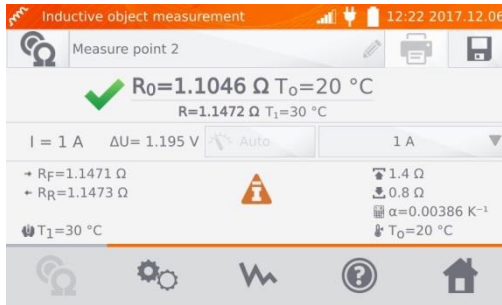 Inductive object measurement 12:22 2017.12.06
Measure point 2
R0=1.1046 Ω To=20 °C
R=1.1472 Ω T1=30 °C
I = 1 A ΔU= 1.195 V Auto 1 A
RF=1.1471 Ω 1.4 Ω
RR=1.1473 Ω 0.8 Ω
α=0.00386 K⁻¹
T1=30 °C To=20 °C